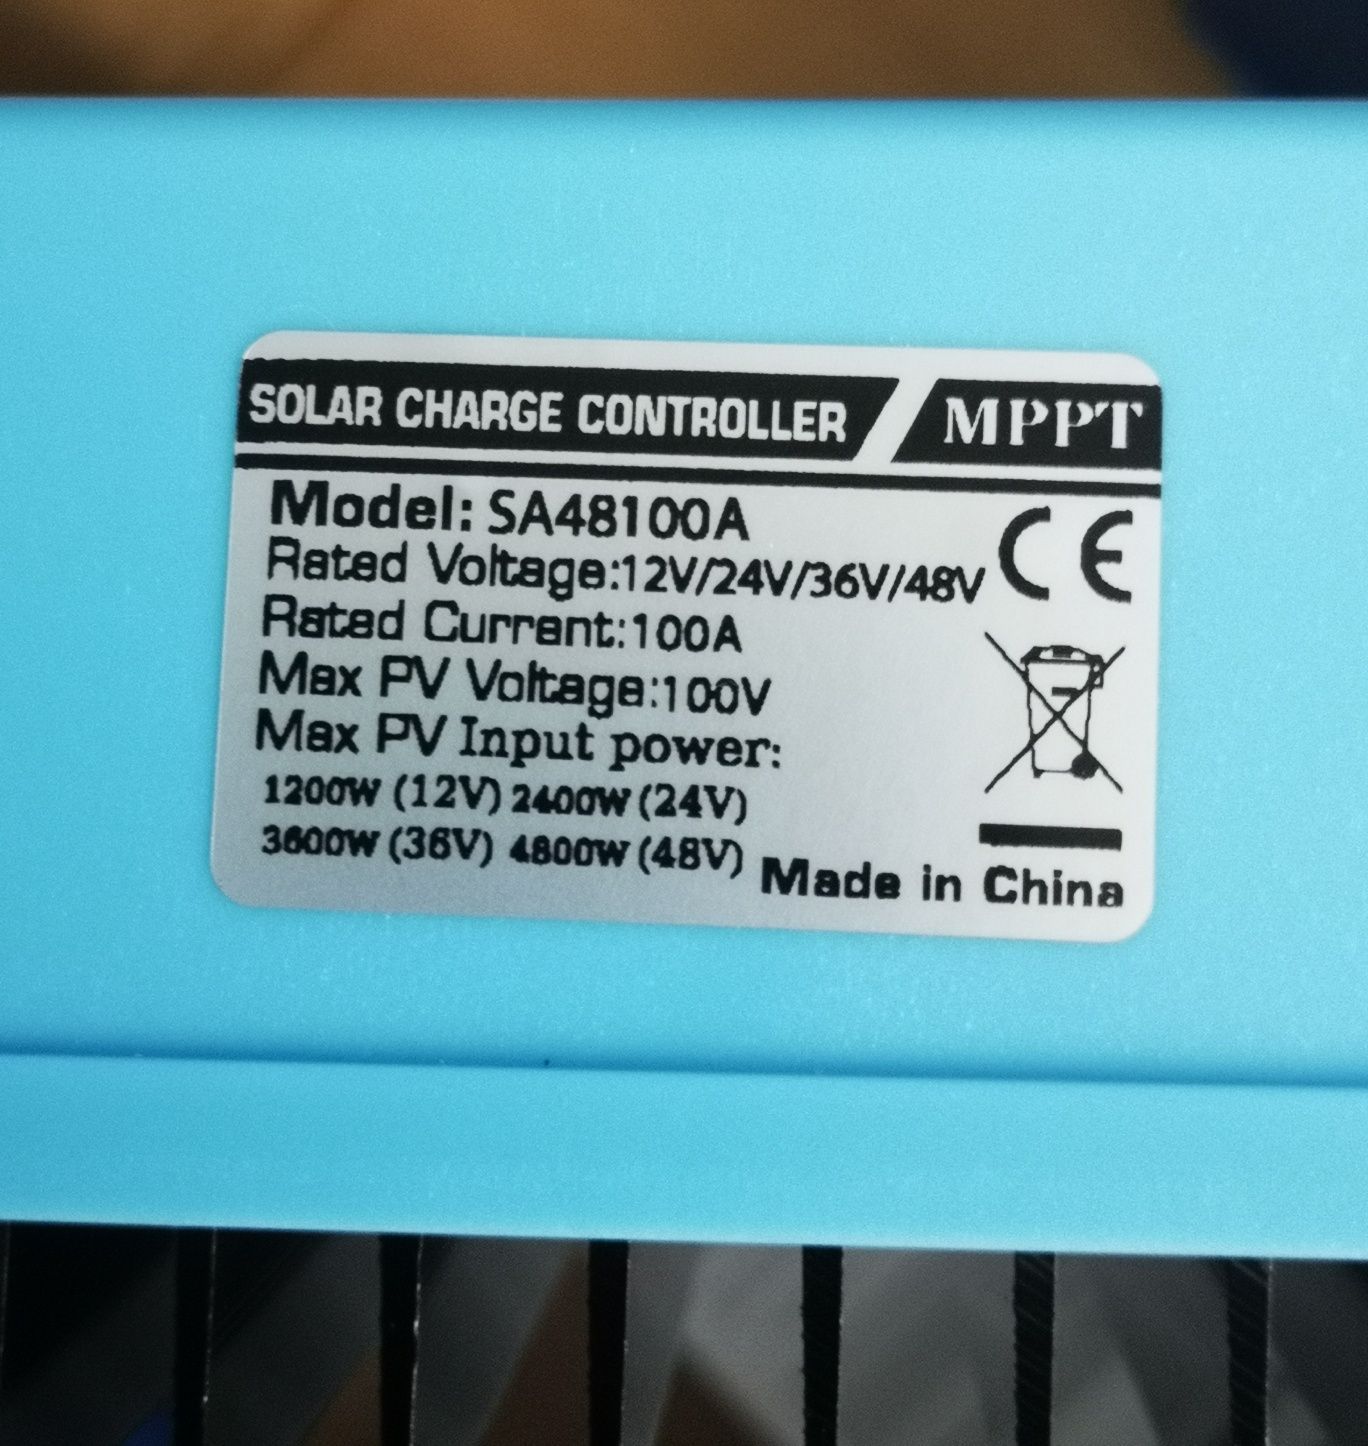 SOLAR CHARGE CONTROLLER MPPT
Model: SA48100A
CE
Rated Voltage:12V/24V/36V/48V
Rated Current:100A
Max PV Voltage:100V
Max PV Input power:
1200W (12V) 2400W (24V)
3600W (36V) 4800W (48V)
Made in China